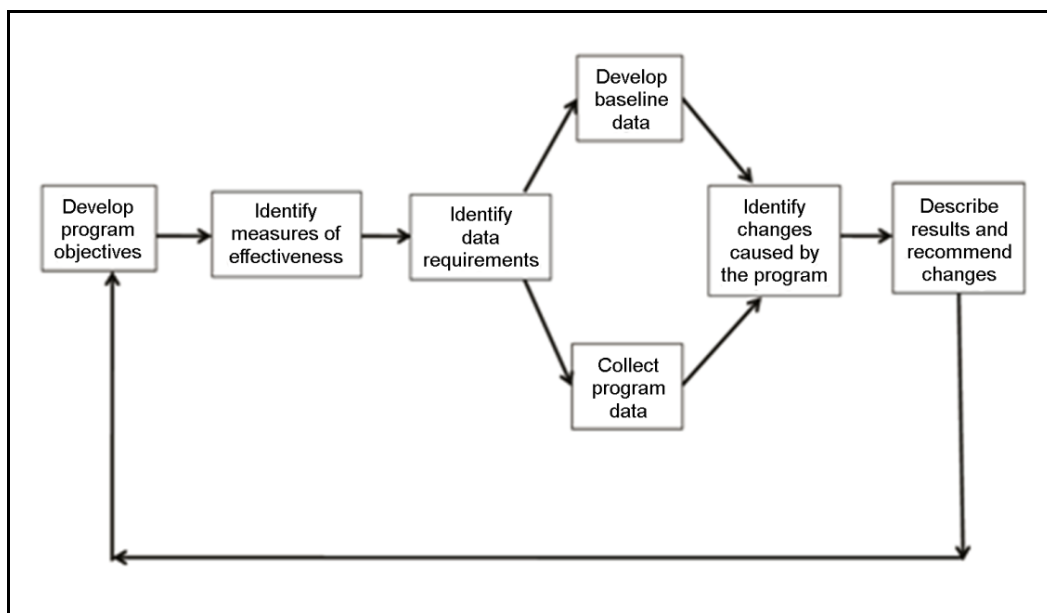 Develop
program
objectives
Identify
measures of
effectiveness
Identify
data
requirements
Develop
baseline
data
Collect
program
data
Identify
changes
caused by
the program
Describe
results and
recommend
changes